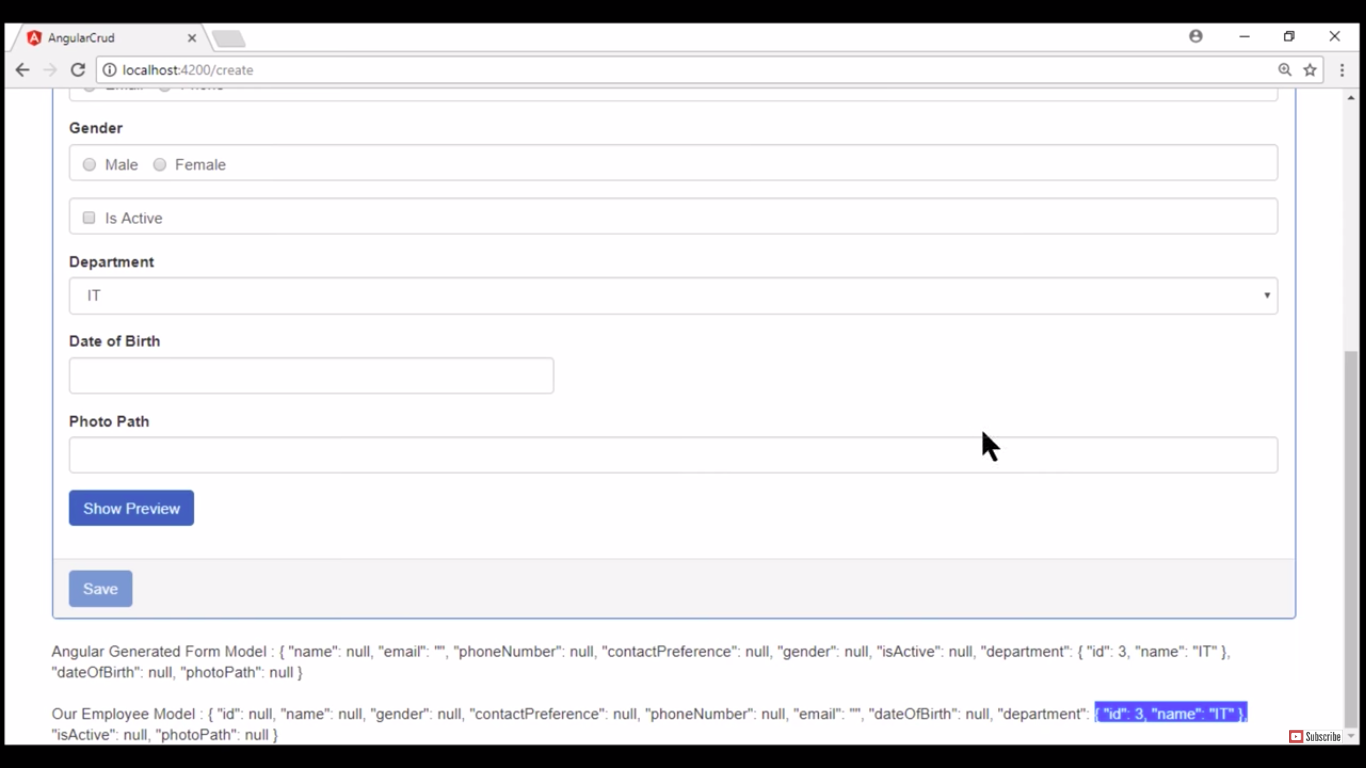 AngularCrud
localhost:4200/create
Email Phone
Gender
Male Female
Is Active
Department
IT
Date of Birth
Photo Path
Show Preview
Save
Angular Generated Form Model : { "name": null, "email": "", "phoneNumber": null, "contactPreference": null, "gender": null, "isActive": null, "department": { "id": 3, "name": "IT" },
"dateOfBirth": null, "photoPath": null }
Our Employee Model : { "id": null, "name": null, "gender": null, "contactPreference": null, "phoneNumber": null, "email": "", "dateOfBirth": null, "department": { "id": 3, "name": "IT" },
"isActive": null, "photoPath": null }
Subscribe